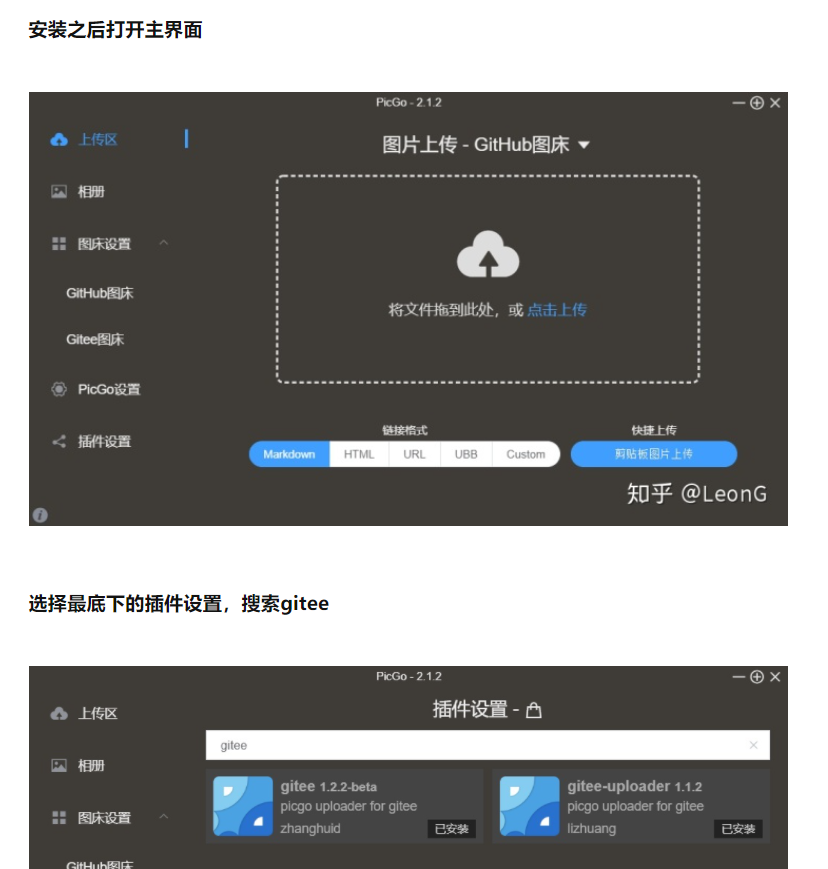 安装之后打开主界面
PicGo - 2.1.2
上传区
图片上传 - GitHub图床
相册
图床设置
GitHub图床
将文件拖到此处，或 点击上传
Gitee图床
PicGo设置
链接格式
快捷上传
插件设置
Markdown HTML URL UBB Custom
剪贴板图片上传
知乎 @LeonG
选择最底下的插件设置，搜索gitee
PicGo - 2.1.2
上传区
插件设置 -
gitee
相册
gitee 1.2.2-beta
picgo uploader for gitee
zhanghuid
已安装
gitee-uploader 1.1.2
picgo uploader for gitee
lizhuang
已安装
图床设置
GitHub图床